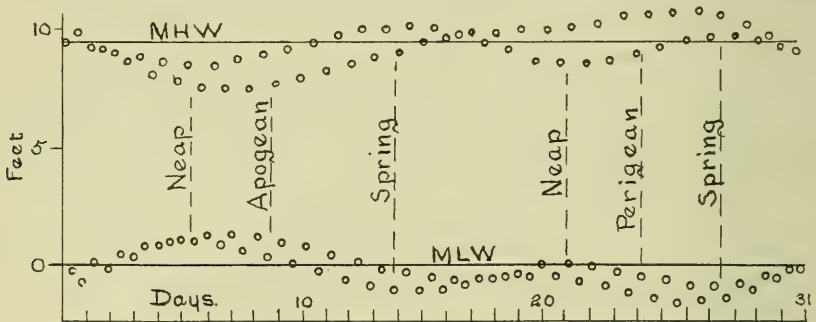 10
MHW
Feet
5
Neap
Apogean
Spring
Neap
Perigean
Spring
0
MLW
Days.
10
20
31